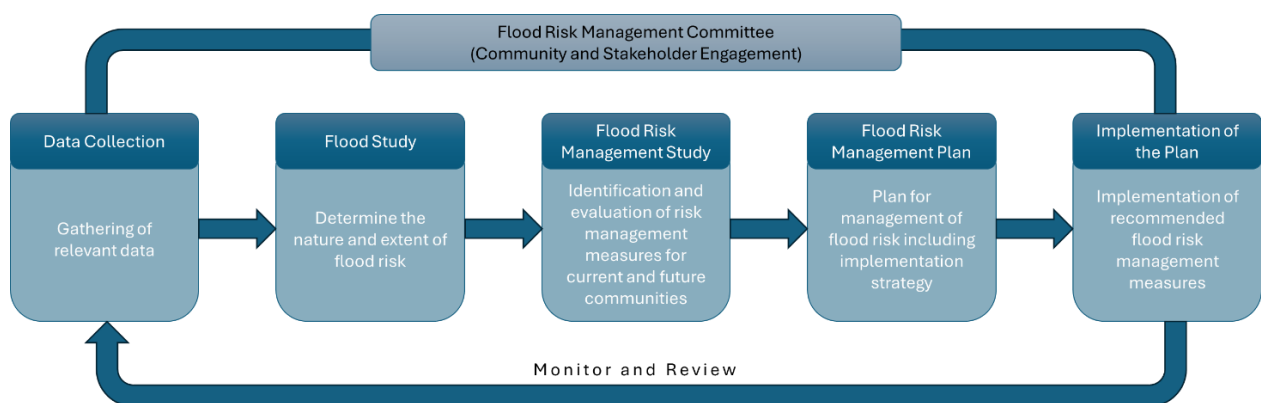 Flood Risk Management Committee
(Community and Stakeholder Engagement)
Data Collection
Gathering of
relevant data
Flood Study
Determine the
nature and extent of
flood risk
Flood Risk
Management Study
Identification and
evaluation of risk
management
measures for
current and future
communities
Flood Risk
Management Plan
Plan for
management of
flood risk including
implementation
strategy
Implementation of
the Plan
Implementation of
recommended
flood risk
management
measures
Monitor and Review